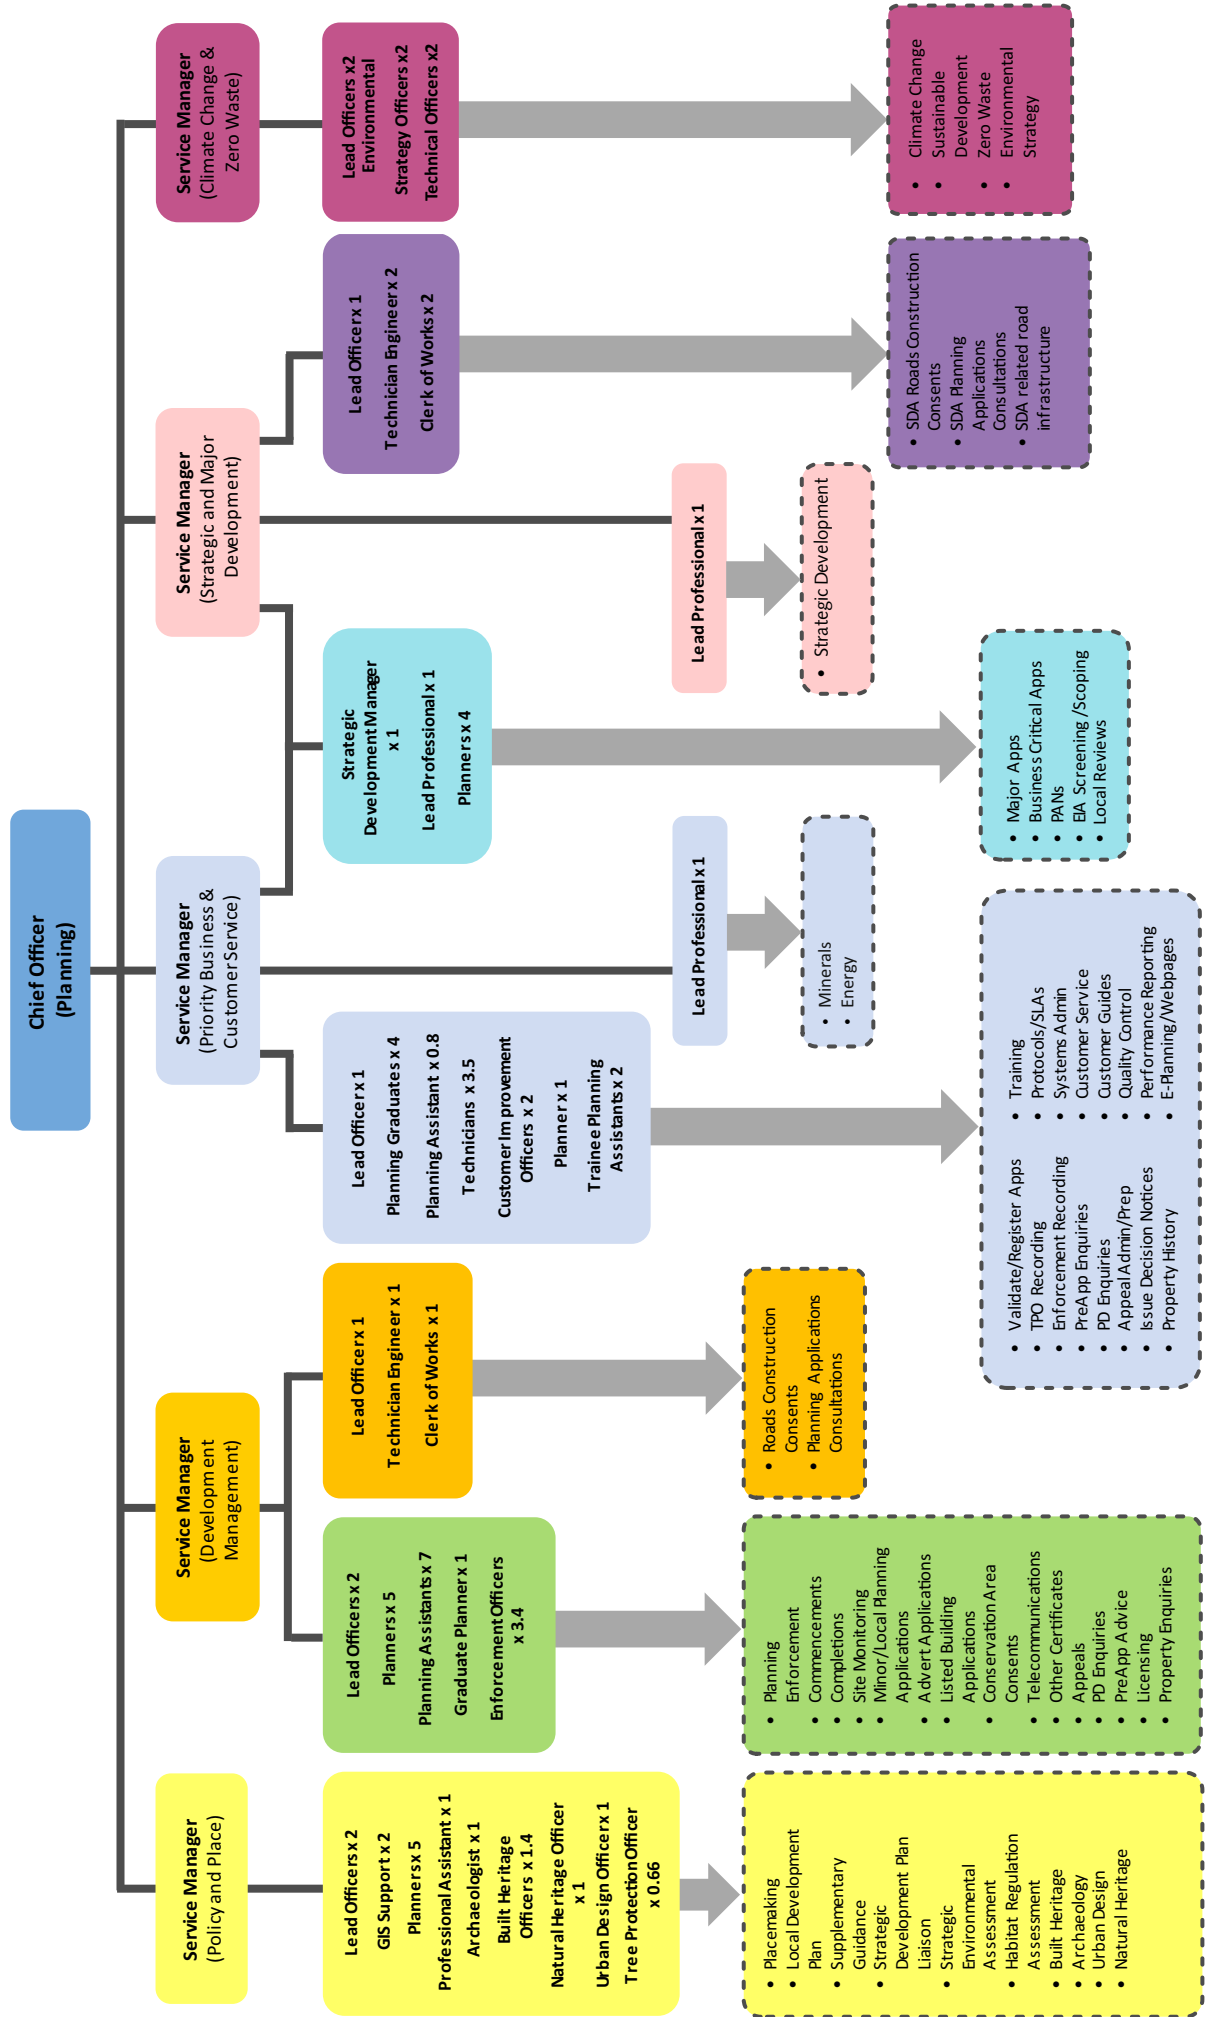 Chief Officer
(Planning)
Service Manager
(Policy and Place)
Service Manager
(Development
Management)
Service Manager
(Priority Business &
Customer Service)
Service Manager
(Strategic and Major
Development)
Service Manager
(Climate Change &
Zero Waste)
Lead Officers x 2
GIS Support x 2
Planners x 5
Professional Assistant x 1
Archaeologist x 1
Built Heritage
Officers x 1.4
Natural Heritage Officer
x 1
Urban Design Officer x 1
Tree Protection Officer
x 0.66
Lead Officers x 2
Planners x 5
Planning Assistants x 7
Graduate Planner x 1
Enforcement Officers
x 3.4
Lead Officer x 1
Technician Engineer x 1
Clerk of Works x 1
Lead Officer x 1
Planning Graduates x 4
Planning Assistant x 0.8
Technicians x 3.5
Customer Improvement
Officers x 2
Planner x 1
Trainee Planning
Assistants x 2
Strategic
Development Manager
x 1
Lead Professional x 1
Planners x 4
Lead Officer x 1
Technician Engineer x 2
Clerk of Works x 2
Lead Officers x2
Environmental
Strategy Officers x2
Technical Officers x2
Lead Professional x 1
Lead Professional x 1
• Placemaking
• Local Development
Plan
• Supplementary
Guidance
• Strategic
Development Plan
Liaison
• Strategic
Environmental
Assessment
• Habitat Regulation
Assessment
• Built Heritage
• Archaeology
• Urban Design
• Natural Heritage
• Planning
Enforcement
• Commencements
• Completions
• Site Monitoring
• Minor/Local Planning
Applications
• Advert Applications
• Listed Building
Applications
• Conservation Area
Consents
• Telecommunications
• Other Certificates
• Appeals
• PD Enquiries
• PreApp Advice
• Licensing
• Property Enquiries
• Roads Construction
Consents
• Planning Applications
Consultations
• Validate/Register Apps
• TPO Recording
• Enforcement Recording
• PreApp Enquiries
• PD Enquiries
• Appeal Admin/Prep
• Issue Decision Notices
• Property History
• Training
• Protocols/SLAs
• Systems Admin
• Customer Service
• Customer Guides
• Quality Control
• Performance Reporting
• E-Planning/Webpages
• Minerals
• Energy
• Major Apps
• Business Critical Apps
• PANs
• EIA Screening /Scoping
• Local Reviews
• Strategic Development
• SDA Roads Construction
Consents
• SDA Planning
Applications
Consultations
• SDA related road
infrastructure
• Climate Change
• Sustainable
Development
• Zero Waste
• Environmental
Strategy